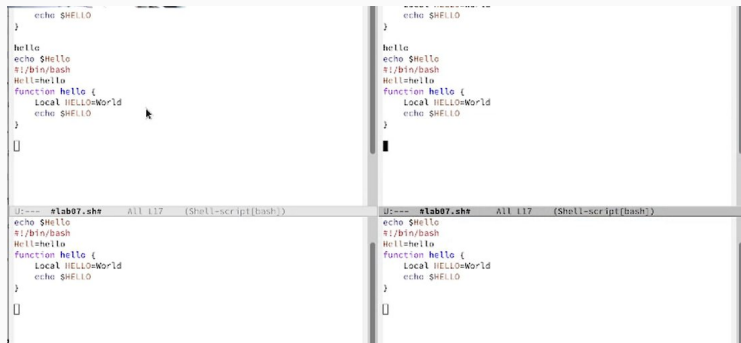 echo $HELLO
}
hello
echo $Hello
#!/bin/bash
Hell=hello
function hello {
Local HELLO=World
echo $HELLO
}
U:--- #lab07.sh# All L17 (Shell-script[bash])
echo $Hello
#!/bin/bash
Hell=hello
function hello {
Local HELLO=World
echo $HELLO
}
echo $HELLO
}
hello
echo $Hello
#!/bin/bash
Hell=hello
function hello {
Local HELLO=World
echo $HELLO
}
U:--- #lab07.sh# All L17 (Shell-script[bash])
echo $Hello
#!/bin/bash
Hell=hello
function hello {
Local HELLO=World
echo $HELLO
}